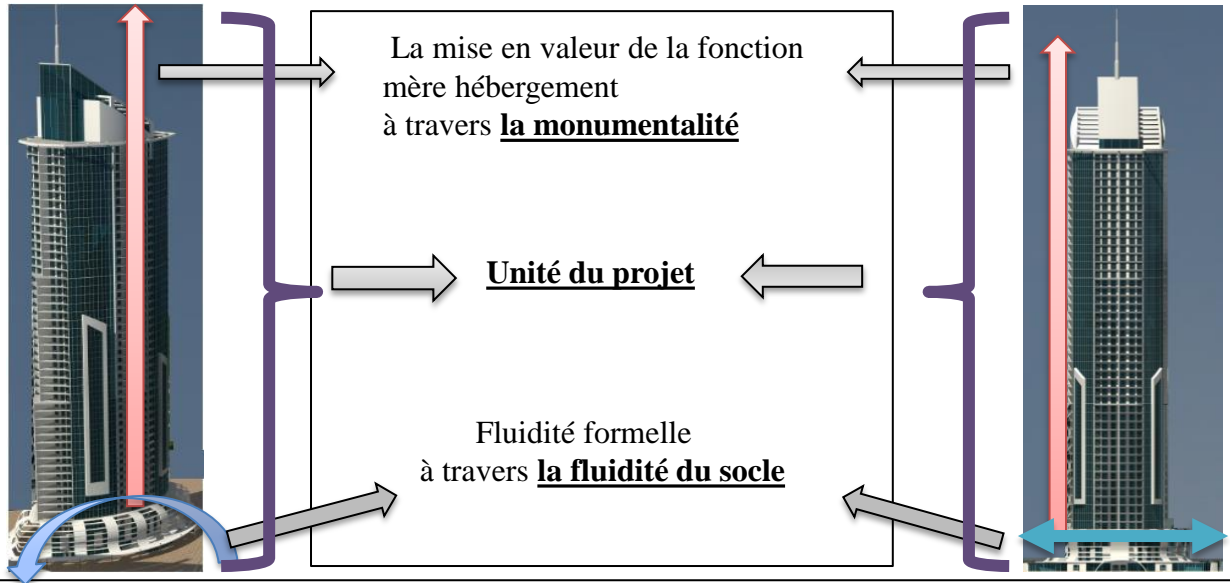 La mise en valeur de la fonction
mère hébergement
à travers la monumentalité
Unité du projet
Fluidité formelle
à travers la fluidité du socle